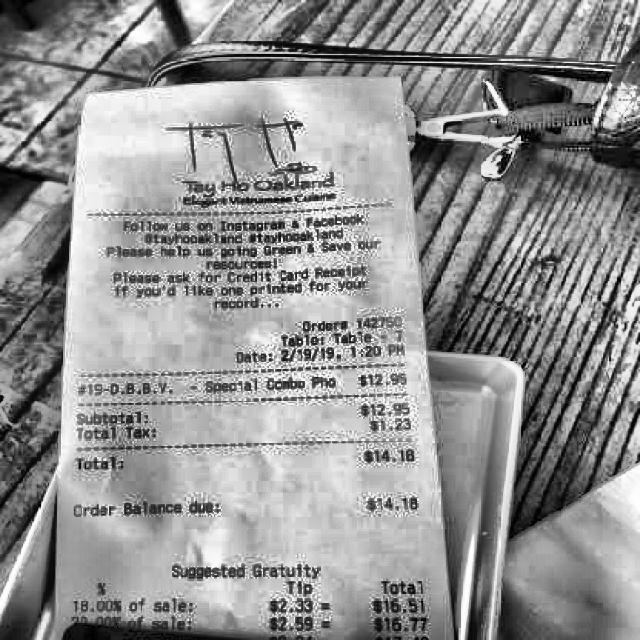 Tay Ho Oakland
Elegant Vietnamese Cuisine
Follow us on Instagram & Facebook
@tayhooakland #tayhooakland
Please help us going Green & Save our
resources!
Please ask for Credit Card Receipt
if you'd like one printed for your
record...
Order# 142750
Table: Table - 1
Date: 2/19/19, 1:20 PM
#19-D.B.B.V. - Special Combo Pho $12.95
Subtotal: $12.95
Total Tax: $1.23
Total: $14.18
Order Balance due: $14.18
Suggested Gratuity
% Tip Total
18.00% of sale: $2.33 = $16.51
20.00% of sale: $2.59 = $16.77